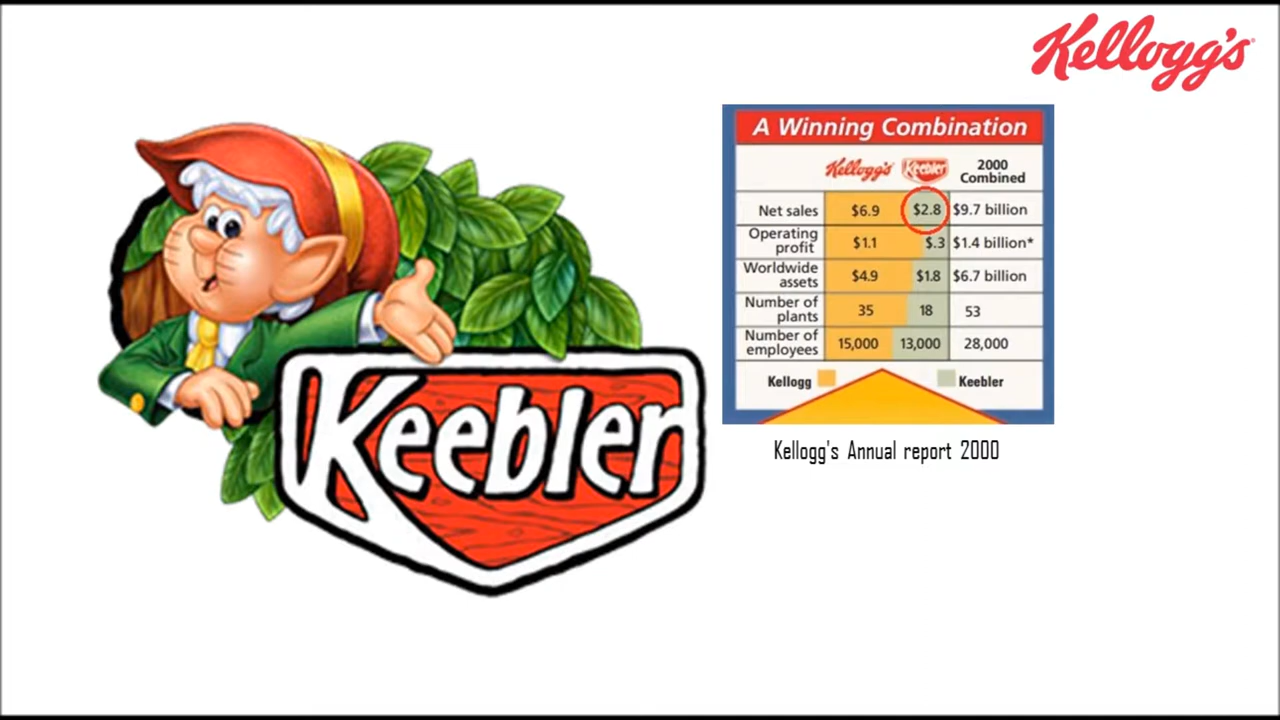 Kellogg's
A Winning Combination
Kellogg's Keebler 2000 Combined
Net sales $6.9 $2.8 $9.7 billion
Operating profit $1.1 $.3 $1.4 billion*
Worldwide assets $4.9 $1.8 $6.7 billion
Number of plants 35 18 53
Number of employees 15,000 13,000 28,000
Kellogg Keebler
Keebler
Kellogg's Annual report 2000